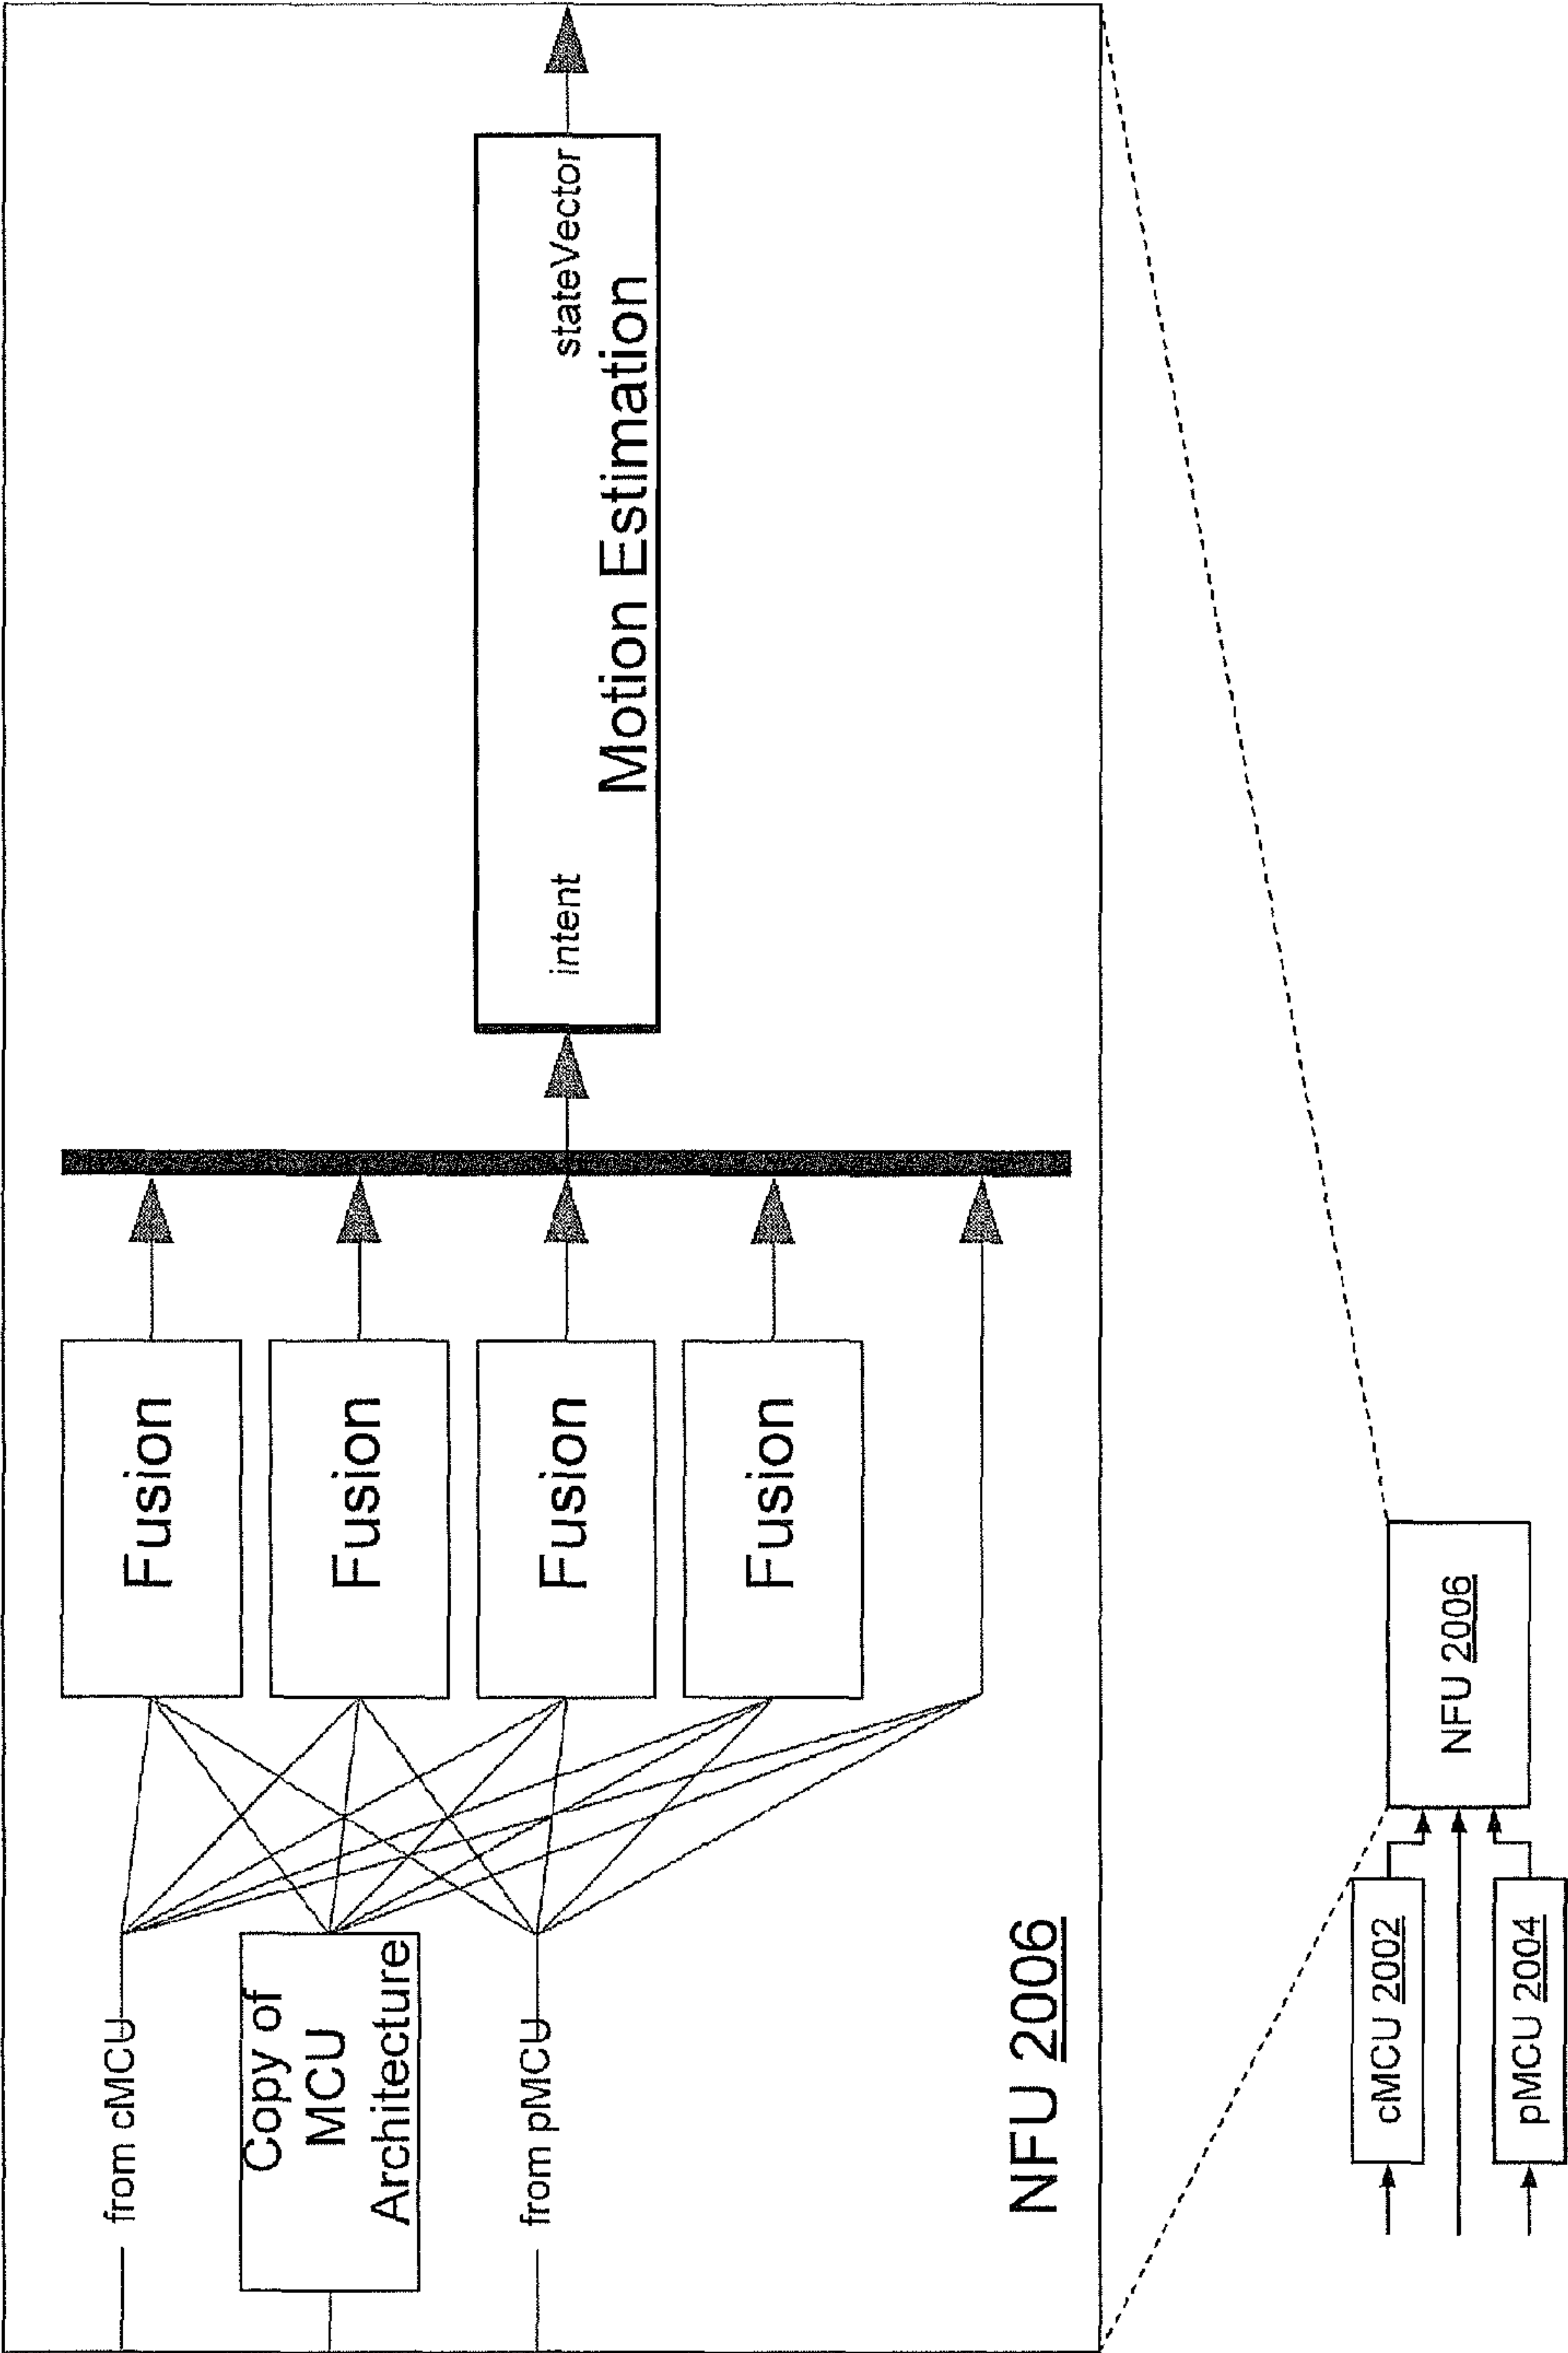 from cMCU
Copy of
MCU
Architecture
from pMCU
Fusion
Fusion
Fusion
Fusion
intent
stateVector
Motion Estimation
NFU 2006
cMCU 2002
pMCU 2004
NFU 2006